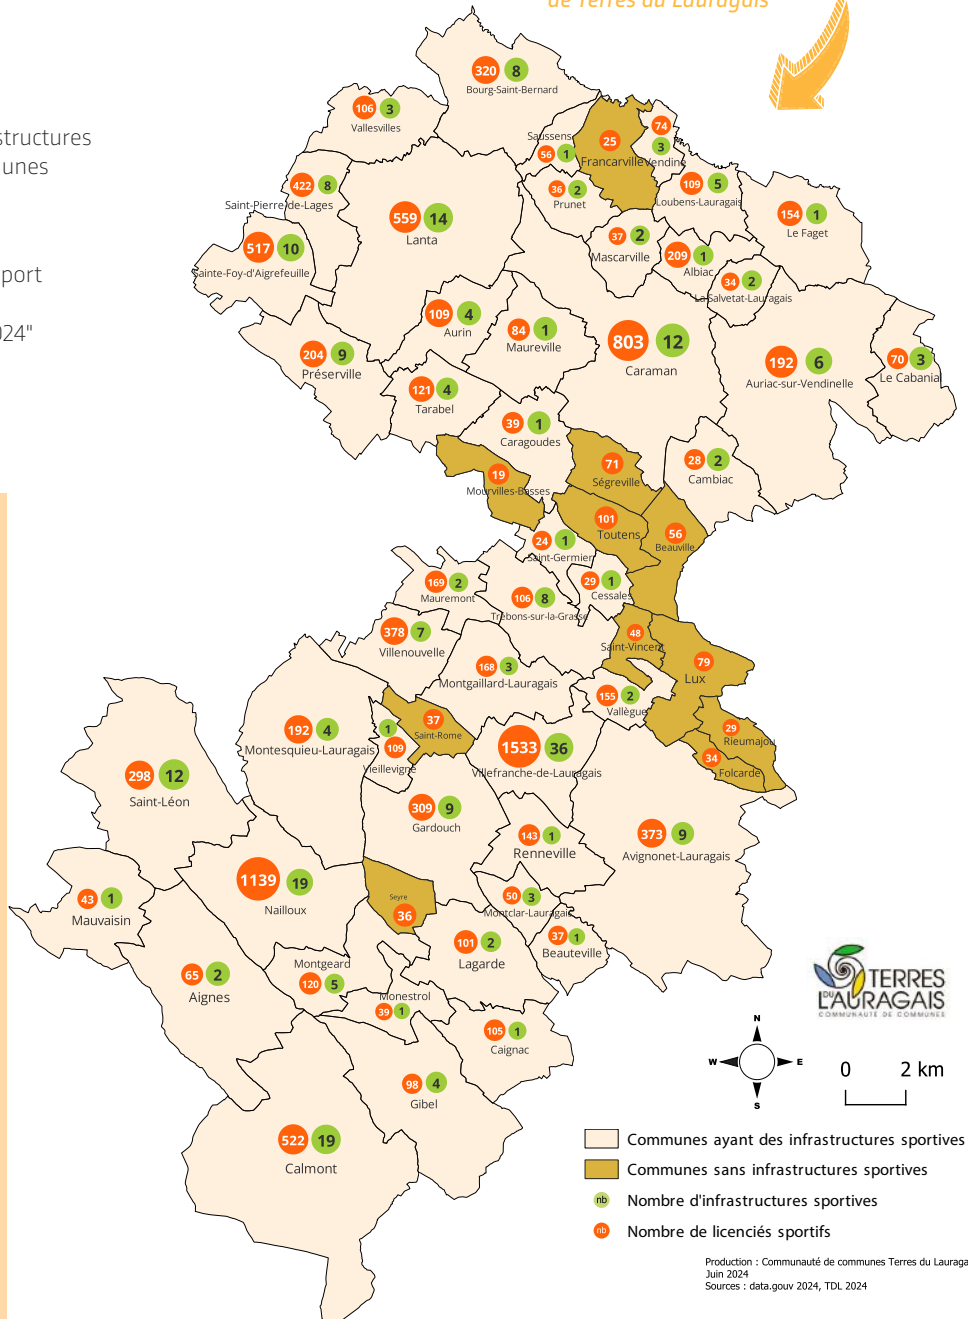 de Terres du Lauragais
structures
unes
port
024"
320 8
Bourg-Saint-Bernard
106 3
Vallesvilles
Saussens
56 1
25
Francarville
74
3
Vendine
422 8
Saint-Pierre-de-Lages
559 14
Lanta
36 2
Prunet
109 5
Loubens-Lauragais
154 1
Le Faget
517 10
Sainte-Foy-d'Aigrefeuille
37 2
Mascarville
209 1
Albiac
34 2
La Salvetat-Lauragais
109 4
Aurin
84 1
Maureville
803 12
Caraman
192 6
Auriac-sur-Vendinelle
70 3
Le Cabanial
204 9
Préserville
121 4
Tarabel
39 1
Caragoudes
19
Mourvilles-Basses
71
Ségreville
28 2
Cambiac
101
Toutens
56
Beauville
24 1
Saint-Germier
169 2
Mauremont
106 8
Trébons-sur-la-Grasse
29 1
Cessales
378 7
Villenouvelle
48
Saint-Vincent
168 3
Montgaillard-Lauragais
79
Lux
155 2
Vallègue
192 4
Montesquieu-Lauragais
1
109
Vieillevigne
37
Saint-Rome
1533 36
Villefranche-de-Lauragais
29
Rieumajou
34
Folcarde
298 12
Saint-Léon
309 9
Gardouch
143 1
Renneville
373 9
Avignonet-Lauragais
1139 19
Nailloux
Seyre
36
43 1
Mauvaisin
50 3
Montclar-Lauragais
37 1
Beauteville
101 2
Lagarde
65 2
Aignes
Montgeard
120 5
Monestrol
39 1
105 1
Caignac
98 4
Gibel
522 19
Calmont
TERRES
DU LAURAGAIS
COMMUNAUTÉ DE COMMUNES
N
W E
S
0 2 km
Communes ayant des infrastructures sportives
Communes sans infrastructures sportives
nb Nombre d'infrastructures sportives
nb Nombre de licenciés sportifs
Production : Communauté de communes Terres du Lauraga
Juin 2024
Sources : data.gouv 2024, TDL 2024